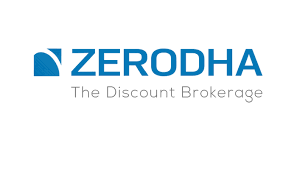 ZERODHA
The Discount Brokerage